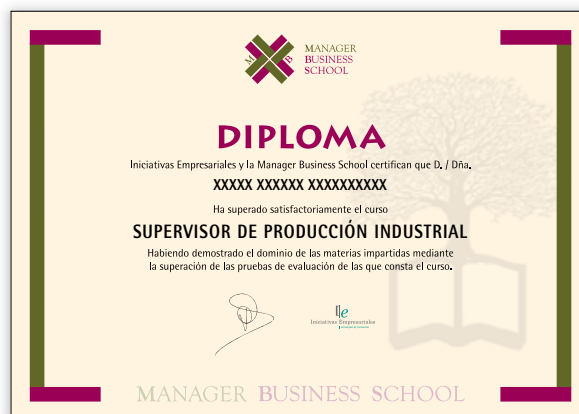 M B
MANAGER
BUSINESS
SCHOOL
DIPLOMA
Iniciativas Empresariales y la Manager Business School certifican que D. / Dña.
XXXXX XXXXXX XXXXXXXXXX
Ha superado satisfactoriamente el curso
SUPERVISOR DE PRODUCCIÓN INDUSTRIAL
Habiendo demostrado el dominio de las materias impartidas mediante
la superación de las pruebas de evaluación de las que consta el curso.
Iniciativas Empresariales
MANAGER BUSINESS SCHOOL